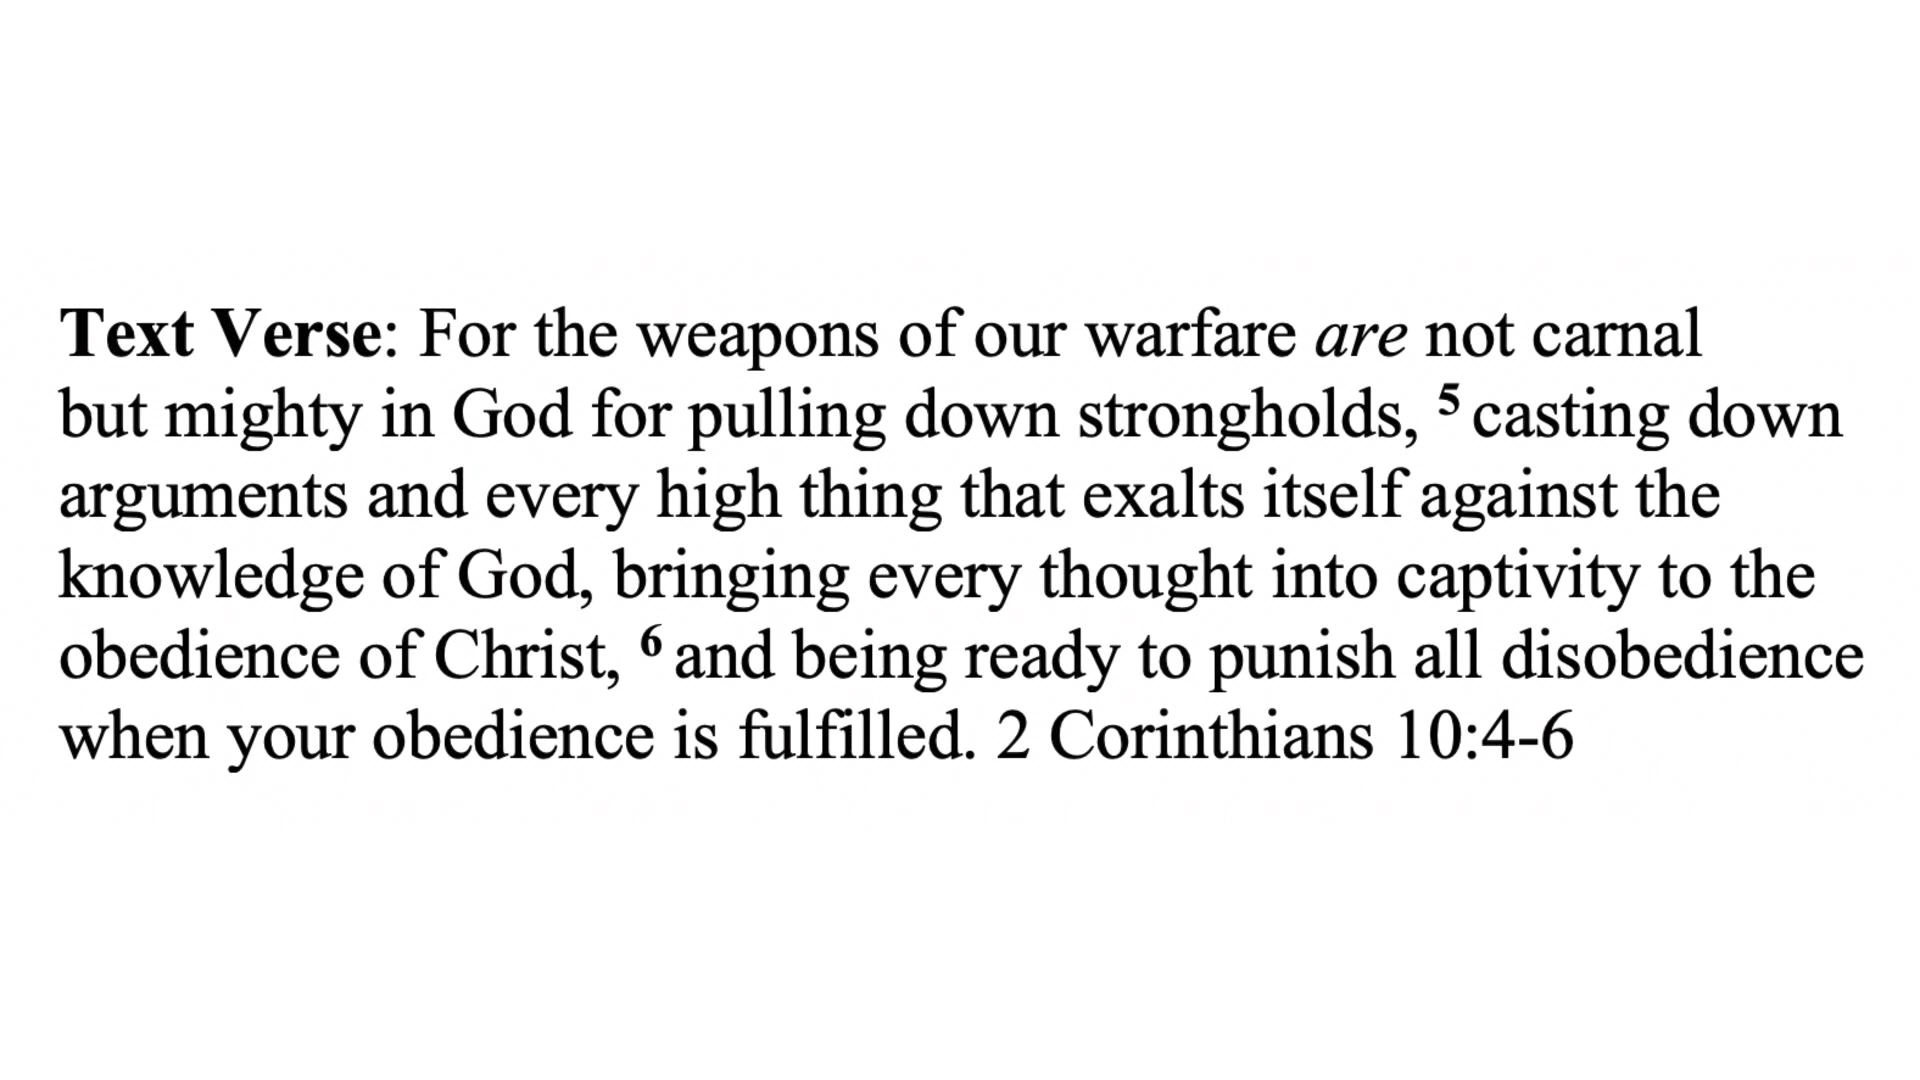 Text Verse: For the weapons of our warfare are not carnal
but mighty in God for pulling down strongholds, 5 casting down
arguments and every high thing that exalts itself against the
knowledge of God, bringing every thought into captivity to the
obedience of Christ, 6 and being ready to punish all disobedience
when your obedience is fulfilled. 2 Corinthians 10:4-6